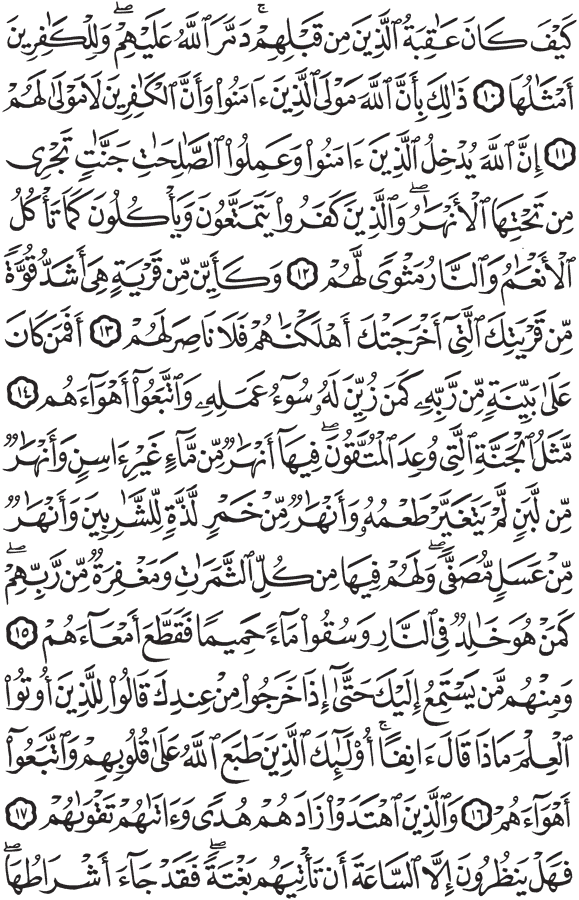 كَيْفَ كَانَ عَـٰقِبَةُ ٱلَّذِينَ مِن قَبْلِهِمْ ۚ دَمَّرَ ٱللَّهُ عَلَيْهِمْ ۖ وَلِلْكَـٰفِرِينَ
أَمْثَـٰلُهَا ١٠ ذَٰلِكَ بِأَنَّ ٱللَّهَ مَوْلَى ٱلَّذِينَ ءَامَنُوا۟ وَأَنَّ ٱلْكَـٰفِرِينَ لَا مَوْلَىٰ لَهُمْ
١١ إِنَّ ٱللَّهَ يُدْخِلُ ٱلَّذِينَ ءَامَنُوا۟ وَعَمِلُوا۟ ٱلصَّـٰلِحَـٰتِ جَنَّـٰتٍ تَجْرِى
مِن تَحْتِهَا ٱلْأَنْهَـٰرُ ۖ وَٱلَّذِينَ كَفَرُوا۟ يَتَمَتَّعُونَ وَيَأْكُلُونَ كَمَا تَأْكُلُ
ٱلْأَنْعَـٰمُ وَٱلنَّارُ مَثْوًى لَّهُمْ ١٢ وَكَأَيِّن مِّن قَرْيَةٍ هِىَ أَشَدُّ قُوَّةً
مِّن قَرْيَتِكَ ٱلَّتِىٓ أَخْرَجَتْكَ أَهْلَكْنَـٰهُمْ فَلَا نَاصِرَ لَهُمْ ١٣ أَفَمَن كَانَ
عَلَىٰ بَيِّنَةٍ مِّن رَّبِّهِۦ كَمَن زُيِّنَ لَهُۥ سُوٓءُ عَمَلِهِۦ وَٱتَّبَعُوٓا۟ أَهْوَآءَهُم ١٤
مَّثَلُ ٱلْجَنَّةِ ٱلَّتِى وُعِدَ ٱلْمُتَّقُونَ ۖ فِيهَآ أَنْهَـٰرٌ مِّن مَّآءٍ غَيْرِ ءَاسِنٍ وَأَنْهَـٰرٌ
مِّن لَّبَنٍ لَّمْ يَتَغَيَّرْ طَعْمُهُۥ وَأَنْهَـٰرٌ مِّنْ خَمْرٍ لَّذَّةٍ لِّلشَّـٰرِبِينَ وَأَنْهَـٰرٌ
مِّنْ عَسَلٍ مُّصَفًّى ۖ وَلَهُمْ فِيهَا مِن كُلِّ ٱلثَّمَرَٰتِ وَمَغْفِرَةٌ مِّن رَّبِّهِمْ ۖ
كَمَنْ هُوَ خَـٰلِدٌ فِى ٱلنَّارِ وَسُقُوا۟ مَآءً حَمِيمًا فَقَطَّعَ أَمْعَآءَهُمْ ١٥
وَمِنْهُم مَّن يَسْتَمِعُ إِلَيْكَ حَتَّىٰٓ إِذَا خَرَجُوا۟ مِنْ عِندِكَ قَالُوا۟ لِلَّذِينَ أُوتُوا۟
ٱلْعِلْمَ مَاذَا قَالَ ءَانِفًا ۚ أُو۟لَـٰٓئِكَ ٱلَّذِينَ طَبَعَ ٱللَّهُ عَلَىٰ قُلُوبِهِمْ وَٱتَّبَعُوٓا۟
أَهْوَآءَهُمْ ١٦ وَٱلَّذِينَ ٱهْتَدَوْا۟ زَادَهُمْ هُدًى وَءَاتَىٰهُمْ تَقْوَىٰهُمْ ١٧
فَهَلْ يَنظُرُونَ إِلَّا ٱلسَّاعَةَ أَن تَأْتِيَهُم بَغْتَةً ۖ فَقَدْ جَآءَ أَشْرَاطُهَا ۚ